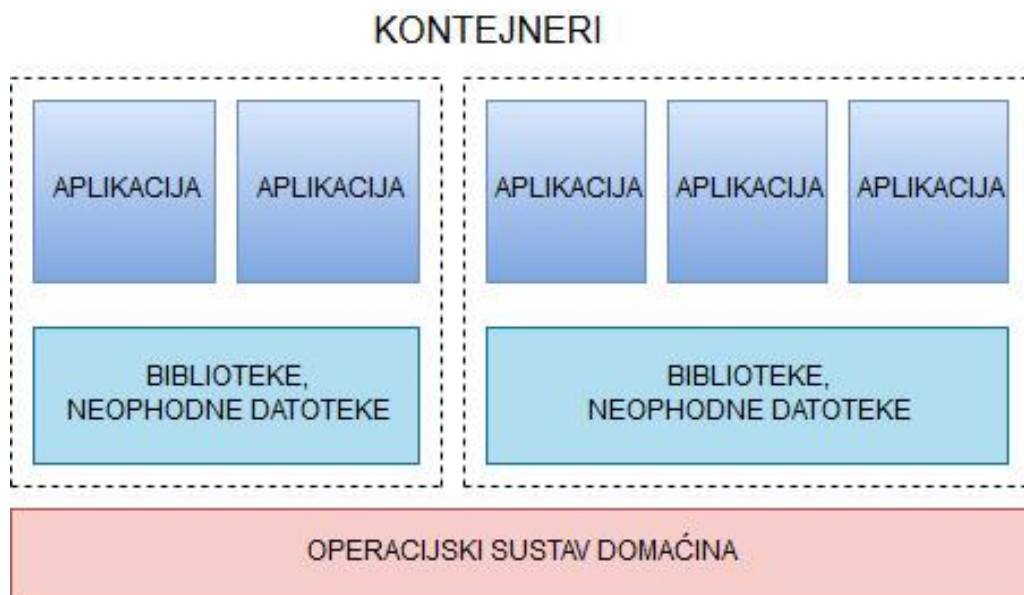 KONTEJNERI
APLIKACIJA
APLIKACIJA
APLIKACIJA
APLIKACIJA
APLIKACIJA
BIBLIOTEKE,
NEOPHODNE DATOTEKE
BIBLIOTEKE,
NEOPHODNE DATOTEKE
OPERACIJSKI SUSTAV DOMAĆINA